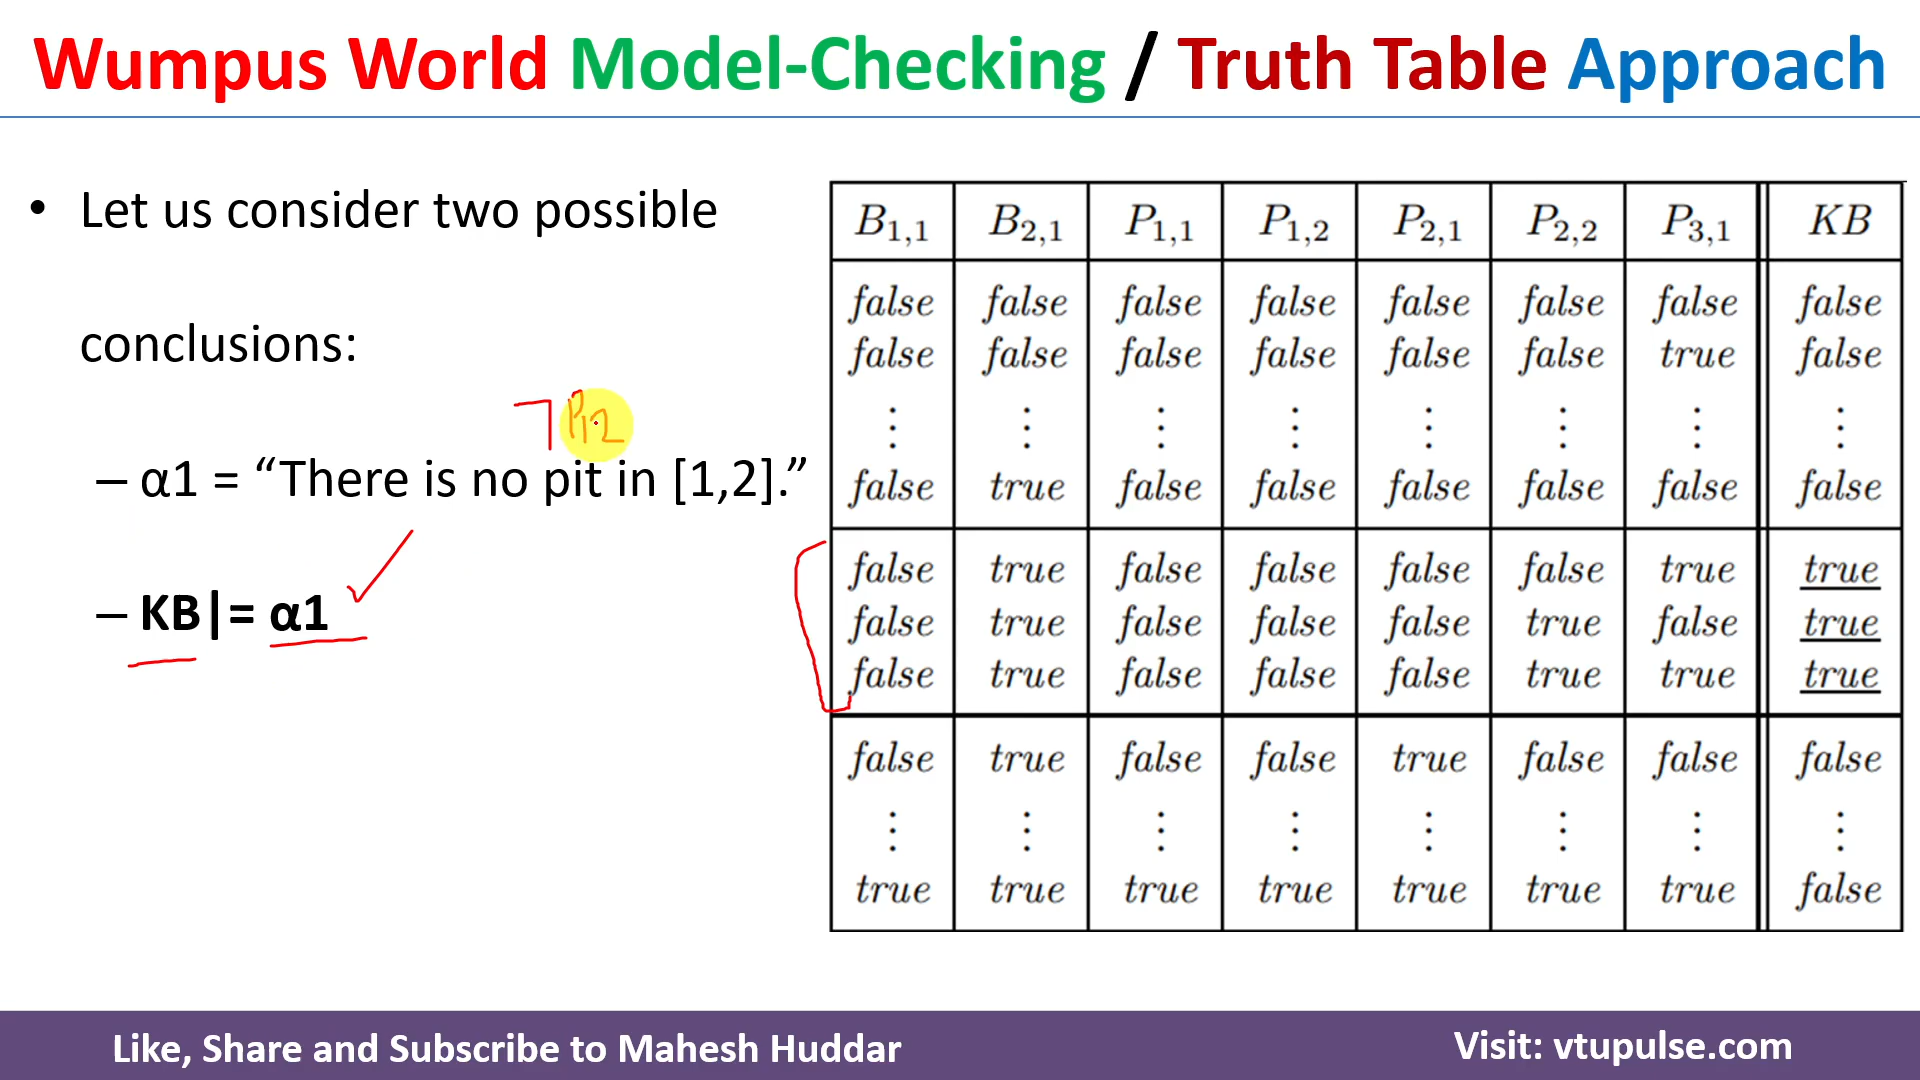 Wumpus World Model-Checking / Truth Table Approach
• Let us consider two possible
conclusions:
¬P12
– α1 = “There is no pit in [1,2].”
– KB|= α1
B1,1 B2,1 P1,1 P1,2 P2,1 P2,2 P3,1 KB
false false false false false false false false
false false false false false false true false
⋮ ⋮ ⋮ ⋮ ⋮ ⋮ ⋮ ⋮
false true false false false false false false
false true false false false false true true
false true false false false true false true
false true false false false true true true
false true false false true false false false
⋮ ⋮ ⋮ ⋮ ⋮ ⋮ ⋮ ⋮
true true true true true true true false
Like, Share and Subscribe to Mahesh Huddar
Visit: vtupulse.com